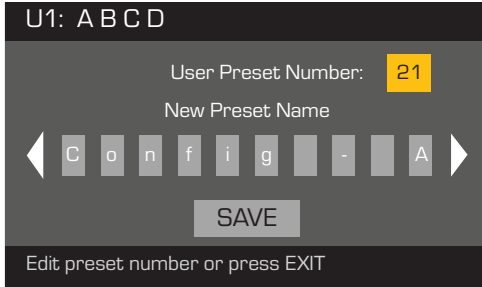 U1: A B C D
User Preset Number: 21
New Preset Name
C o n f i g - A
SAVE
Edit preset number or press EXIT